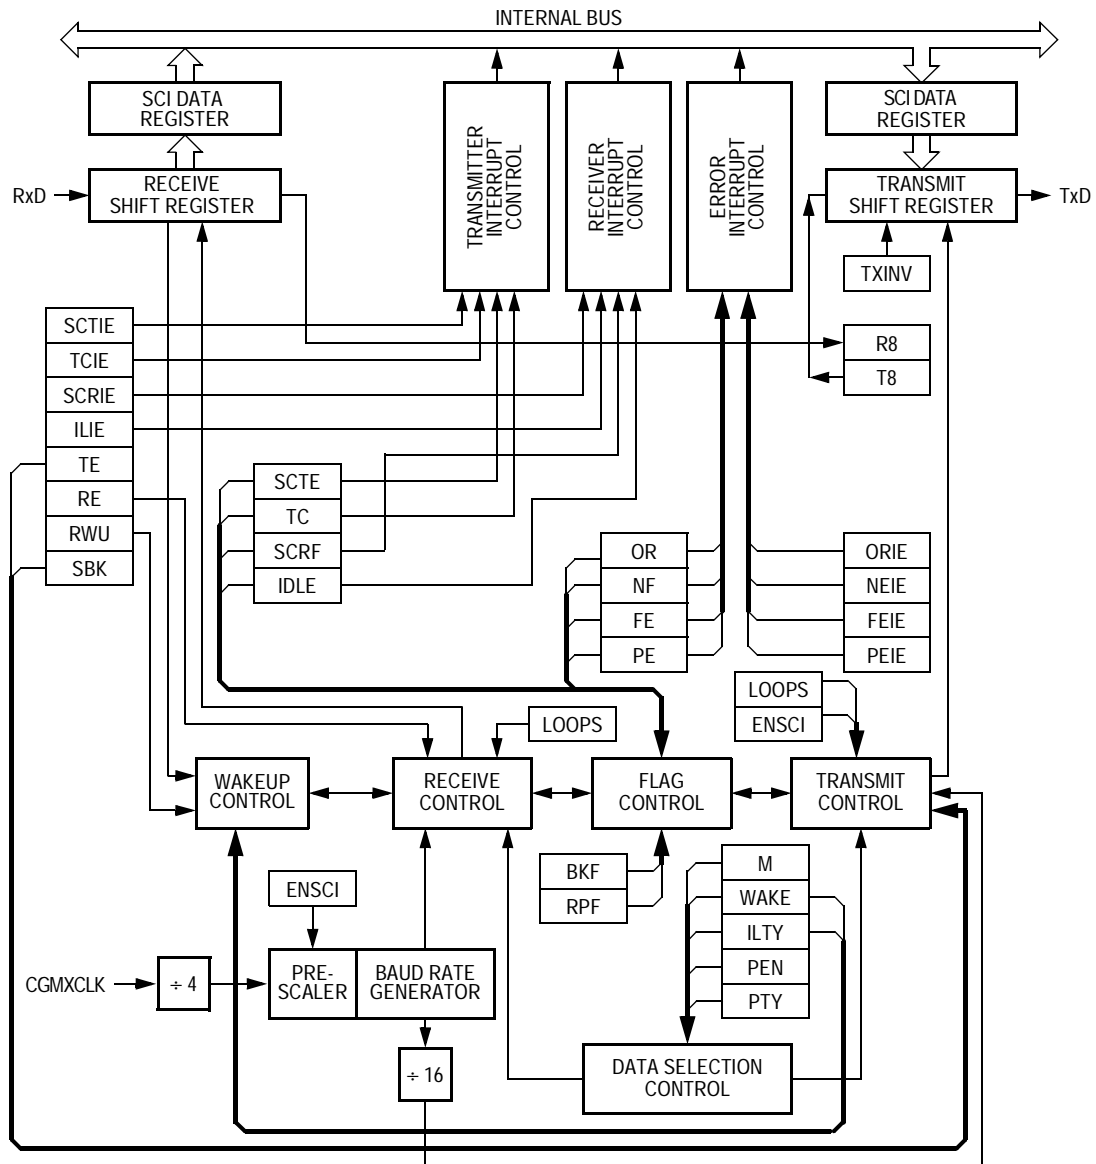 INTERNAL BUS
SCI DATA
REGISTER
SCI DATA
REGISTER
TRANSMITTER
INTERRUPT
CONTROL
RECEIVER
INTERRUPT
CONTROL
ERROR
INTERRUPT
CONTROL
RxD
RECEIVE
SHIFT REGISTER
TRANSMIT
SHIFT REGISTER
TxD
TXINV
SCTIE
TCIE
SCRIE
ILIE
TE
RE
RWU
SBK
R8
T8
SCTE
TC
SCRF
IDLE
OR
NF
FE
PE
ORIE
NEIE
FEIE
PEIE
LOOPS
ENSCI
LOOPS
WAKEUP
CONTROL
RECEIVE
CONTROL
FLAG
CONTROL
TRANSMIT
CONTROL
BKF
RPF
M
WAKE
ILTY
PEN
PTY
ENSCI
CGMXCLK
÷ 4
PRE-
SCALER
BAUD RATE
GENERATOR
÷ 16
DATA SELECTION
CONTROL